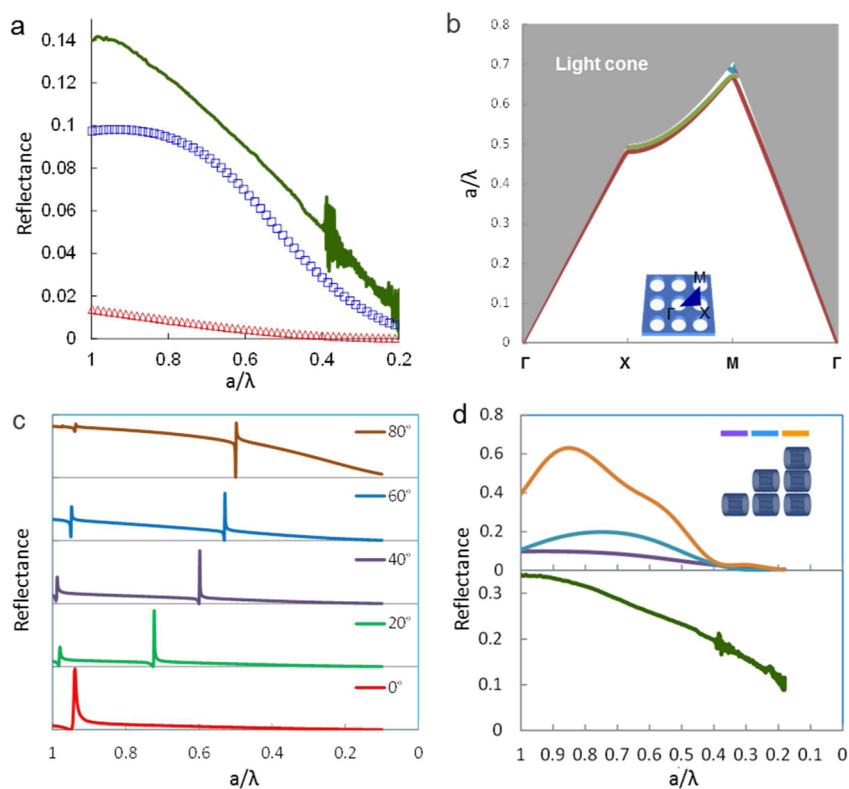 a
0.14
0.12
0.1
0.08
0.06
0.04
0.02
0
Reflectance
1 0.8 0.6 0.4 0.2
a/λ
b
0.8
0.7
0.6
0.5
0.4
0.3
0.2
0.1
0
a/λ
Light cone
M
Γ X
Γ X M Γ
c
80°
60°
40°
20°
0°
Reflectance
1 0.8 0.6 0.4 0.2 0
a/λ
d
0.8
0.6
0.4
0.2
0
0.3
0.2
0.1
0
Reflectance
1 0.9 0.8 0.7 0.6 0.5 0.4 0.3 0.2 0.1 0
a/λ